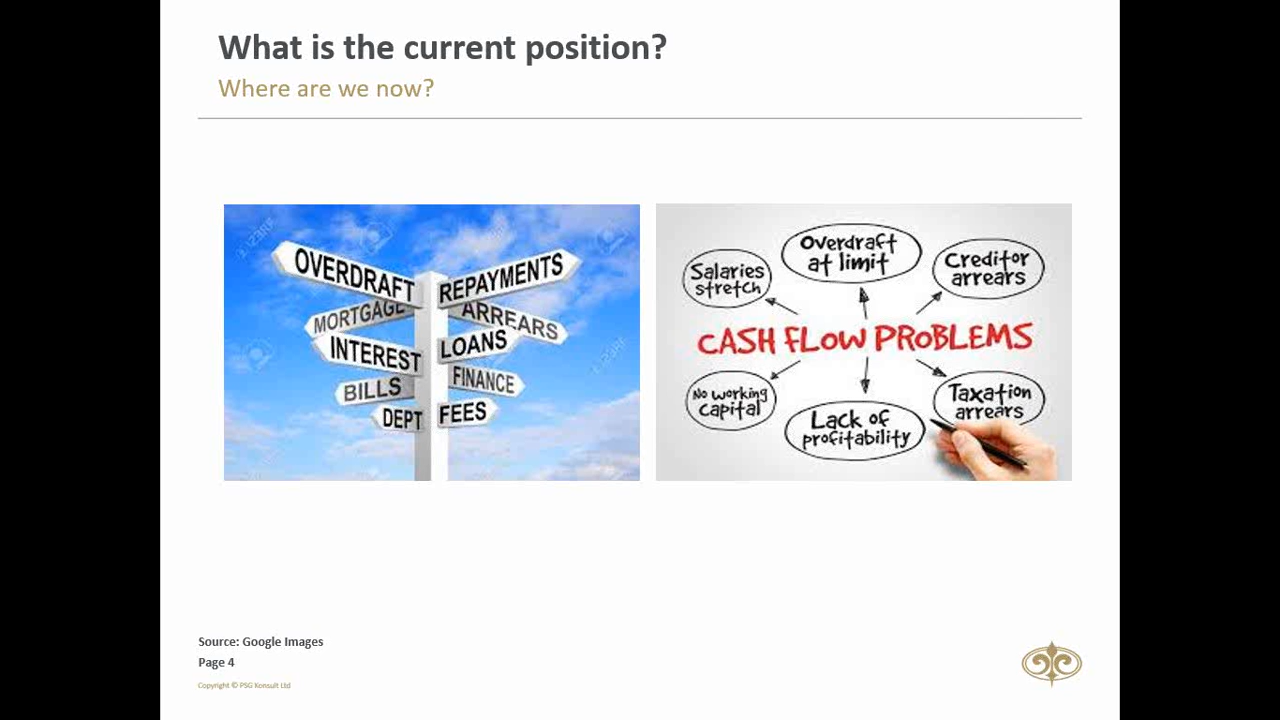 What is the current position?
Where are we now?
OVERDRAFT
REPAYMENTS
MORTGAGE
ARREARS
INTEREST
LOANS
BILLS
FINANCE
DEPT
FEES
Salaries
stretch
Overdraft
at limit
Creditor
arrears
CASH FLOW PROBLEMS
No working
capital
Lack of
profitability
Taxation
arrears
Source: Google Images
Page 4
Copyright © PSG Konsult Ltd